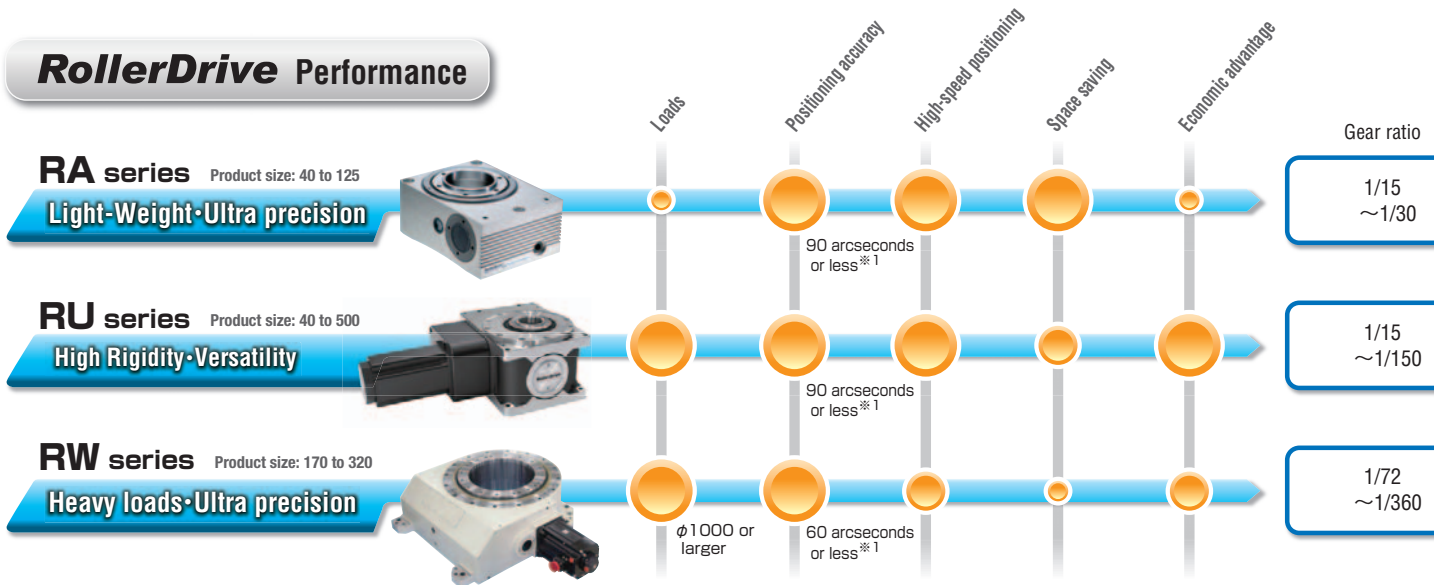 RollerDrive Performance
Loads
Positioning accuracy
High-speed positioning
Space saving
Economic advantage
Gear ratio
RA series Product size: 40 to 125
Light-Weight･Ultra precision
1/15
～1/30
90 arcseconds
or less※1
RU series Product size: 40 to 500
High Rigidity･Versatility
1/15
～1/150
90 arcseconds
or less※1
RW series Product size: 170 to 320
Heavy loads･Ultra precision
1/72
～1/360
φ1000 or
larger
60 arcseconds
or less※1